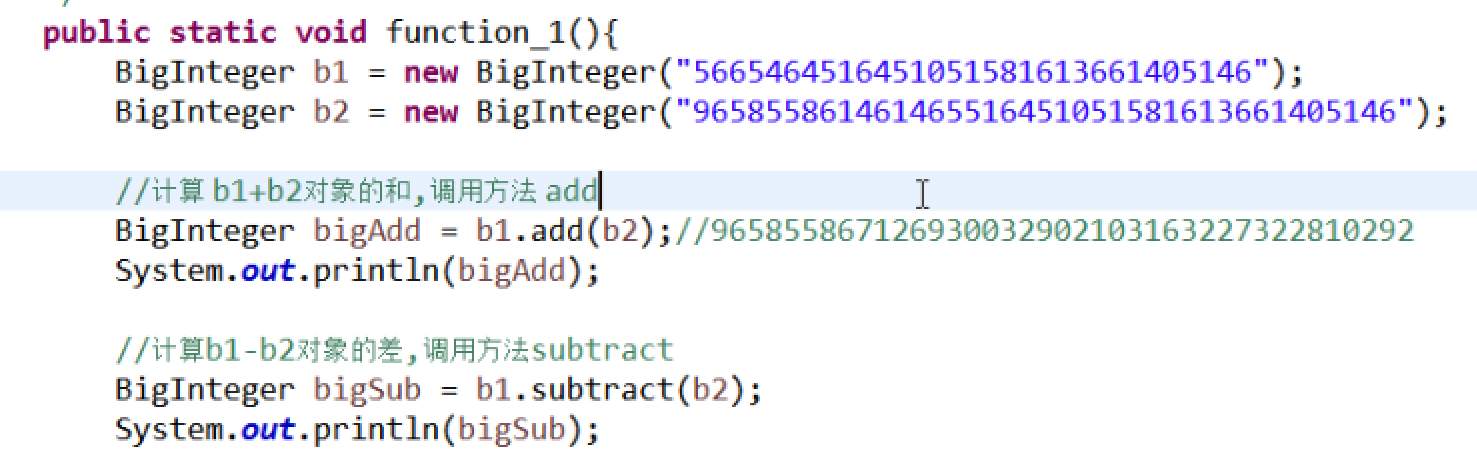 public static void function_1(){
BigInteger b1 = new BigInteger("5665464516451051581613661405146");
BigInteger b2 = new BigInteger("965855861461465516451051581613661405146");
//计算 b1+b2对象的和,调用方法 add
BigInteger bigAdd = b1.add(b2);//965855867126930032902103163227322810292
System.out.println(bigAdd);
//计算b1-b2对象的差,调用方法subtract
BigInteger bigSub = b1.subtract(b2);
System.out.println(bigSub);